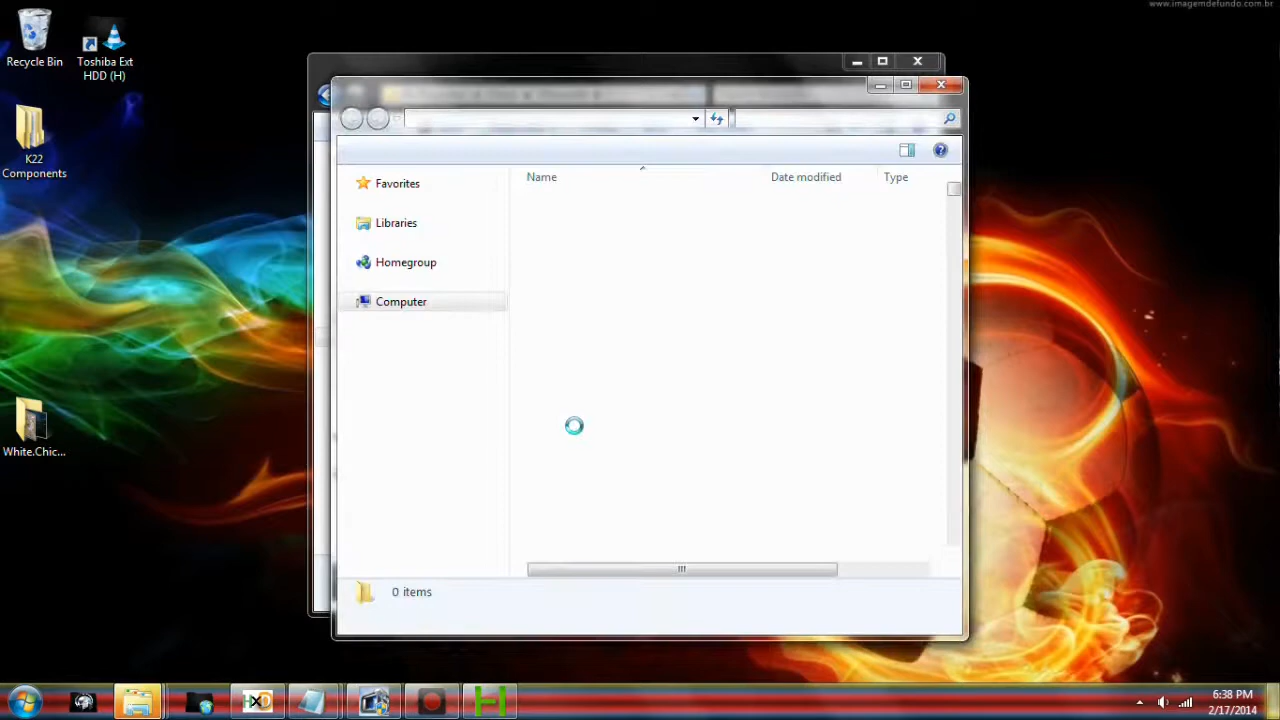 www.imagemdefundo.com.br
Recycle Bin
Toshiba Ext
HDD (H)
K22
Components
White.Chic...
Name
Date modified
Type
Favorites
Libraries
Homegroup
Computer
0 items
HXD
6:38 PM
2/17/2014